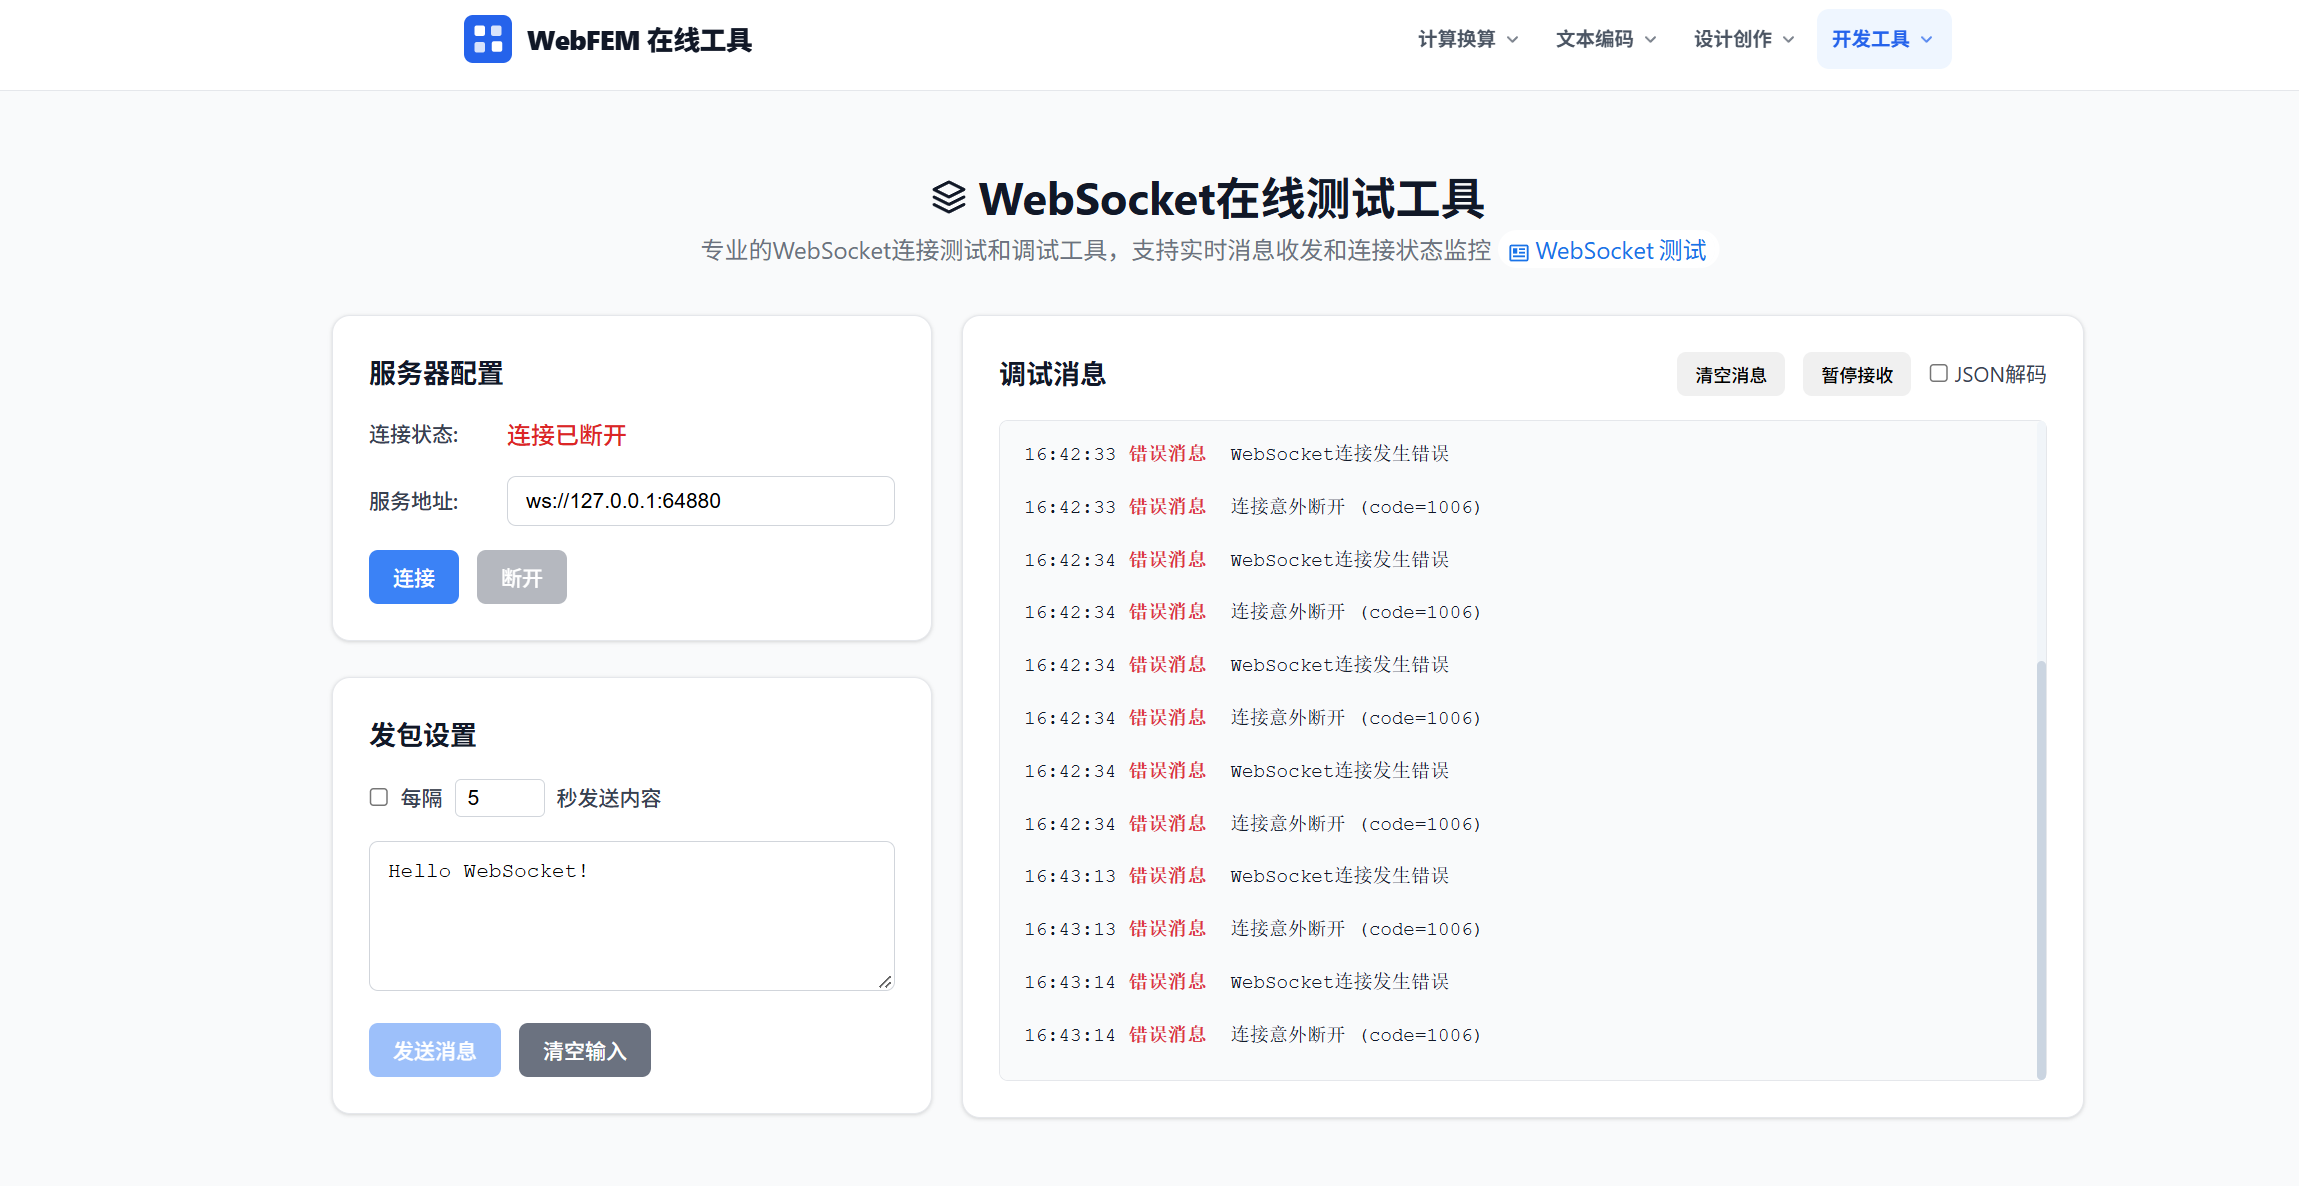 WebFEM 在线工具
计算换算
文本编码
设计创作
开发工具
WebSocket在线测试工具
专业的WebSocket连接测试和调试工具，支持实时消息收发和连接状态监控 WebSocket 测试
服务器配置
连接状态: 连接已断开
服务地址: ws://127.0.0.1:64880
连接 断开
发包设置
每隔 5 秒发送内容
Hello WebSocket!
发送消息 清空输入
调试消息 清空消息 暂停接收 JSON解码
16:42:33 错误消息 WebSocket连接发生错误
16:42:33 错误消息 连接意外断开 (code=1006)
16:42:34 错误消息 WebSocket连接发生错误
16:42:34 错误消息 连接意外断开 (code=1006)
16:42:34 错误消息 WebSocket连接发生错误
16:42:34 错误消息 连接意外断开 (code=1006)
16:42:34 错误消息 WebSocket连接发生错误
16:42:34 错误消息 连接意外断开 (code=1006)
16:43:13 错误消息 WebSocket连接发生错误
16:43:13 错误消息 连接意外断开 (code=1006)
16:43:14 错误消息 WebSocket连接发生错误
16:43:14 错误消息 连接意外断开 (code=1006)